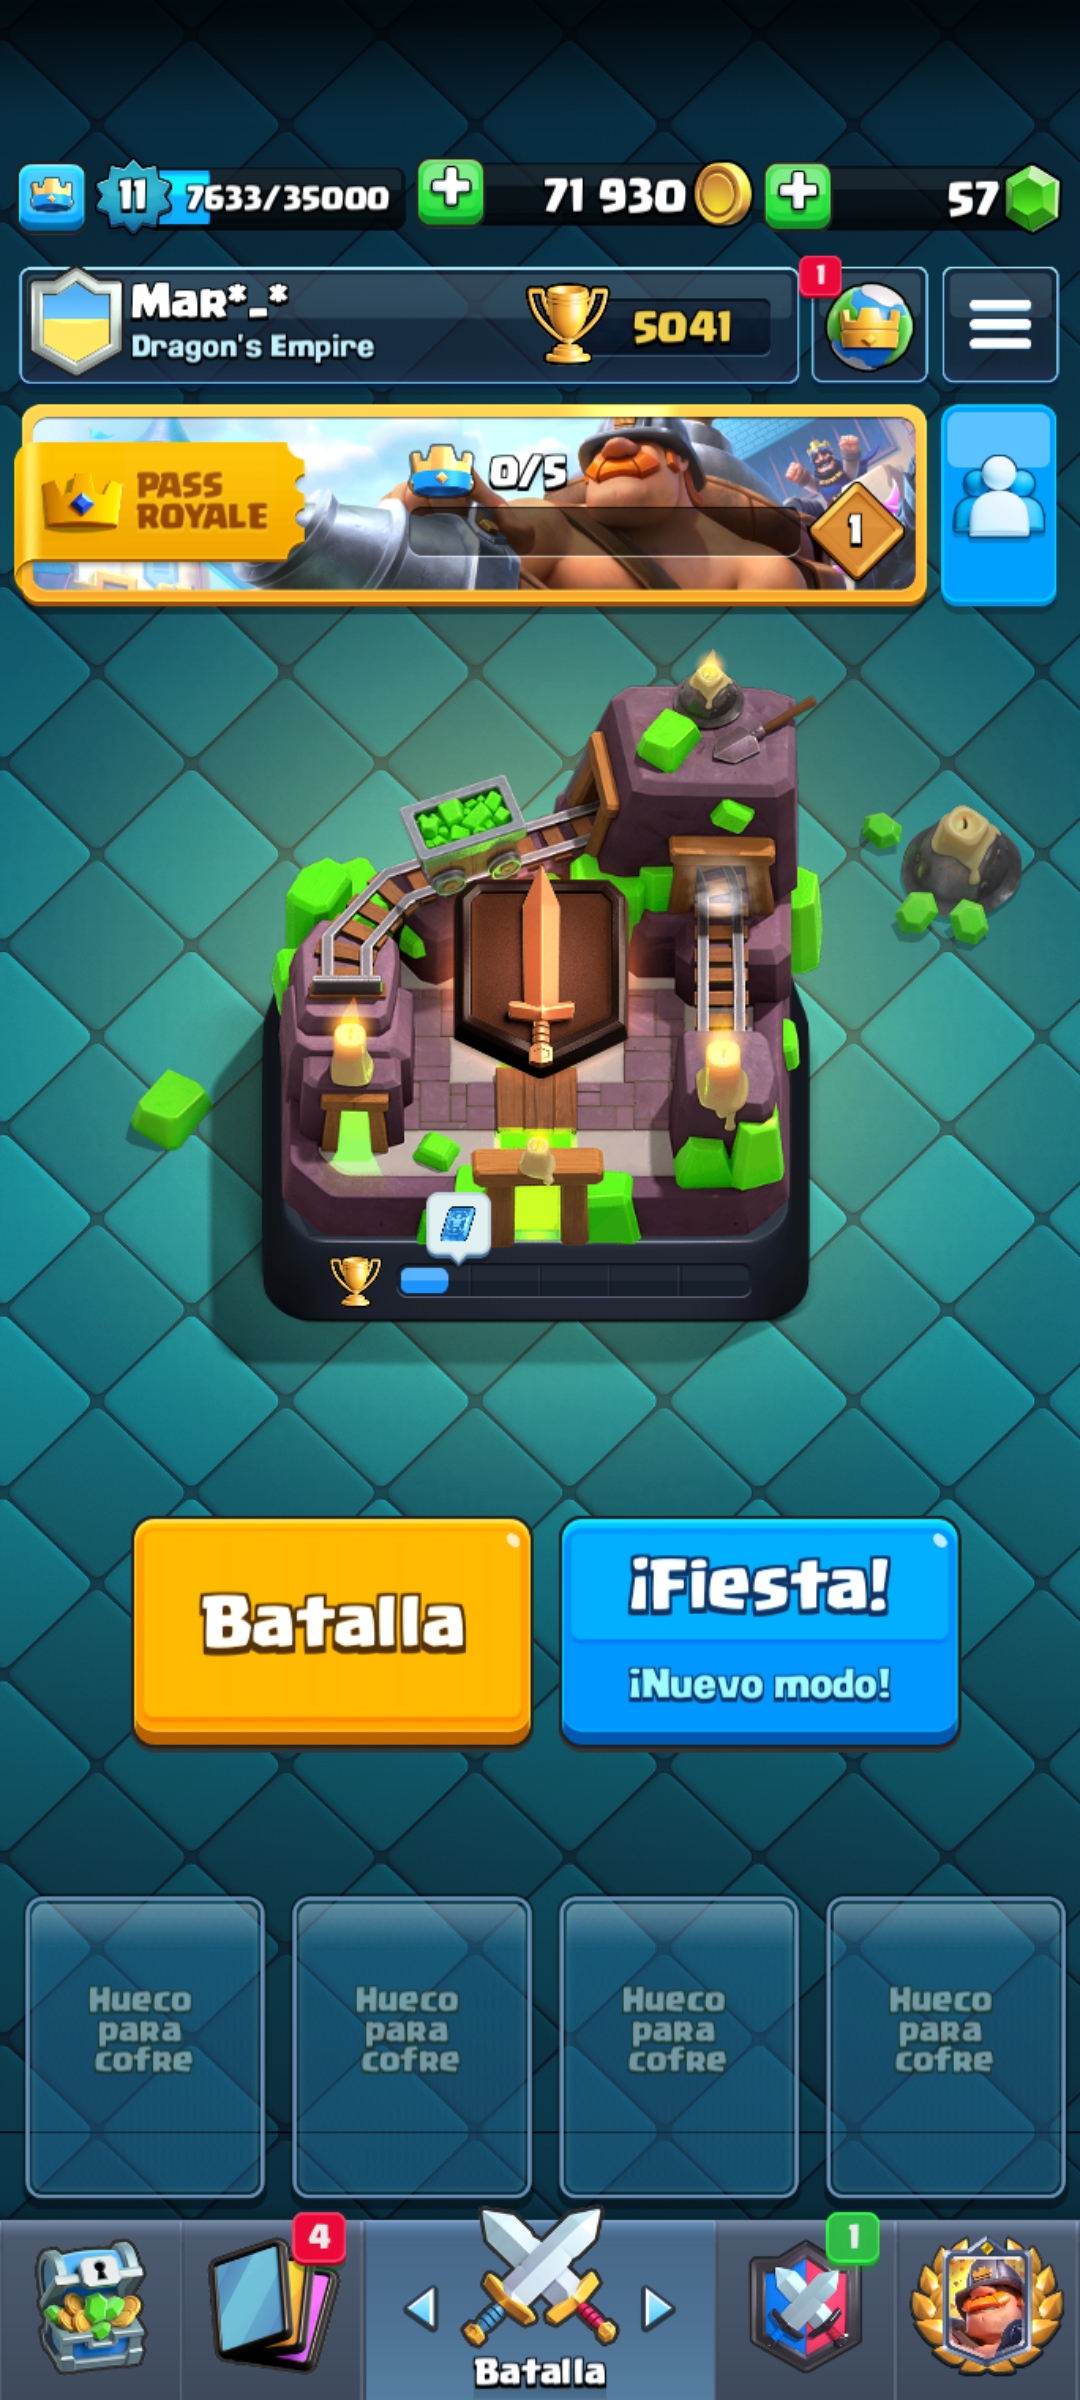 11 7633/35000 71 930 57
Mar*_*
Dragon's Empire
5041
1
PASS
ROYALE
0/5
1
Batalla
¡Fiesta!
¡Nuevo modo!
Hueco
para
cofre
Hueco
para
cofre
Hueco
para
cofre
Hueco
para
cofre
4
1
Batalla